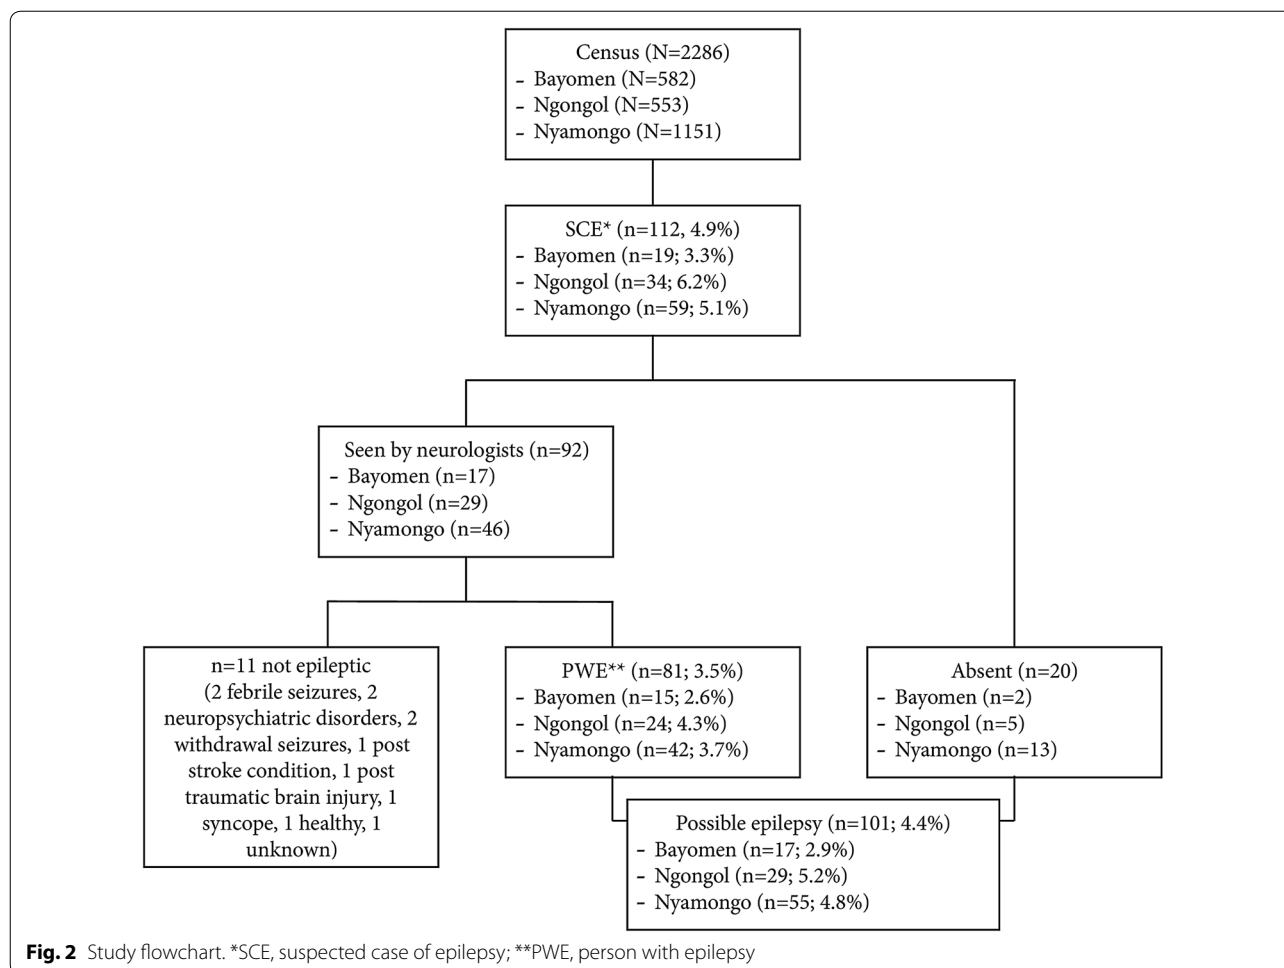 Census (N=2286)
- Bayomen (N=582)
- Ngongol (N=553)
- Nyamongo (N=1151)
SCE* (n=112, 4.9%)
- Bayomen (n=19; 3.3%)
- Ngongol (n=34; 6.2%)
- Nyamongo (n=59; 5.1%)
Seen by neurologists (n=92)
- Bayomen (n=17)
- Ngongol (n=29)
- Nyamongo (n=46)
n=11 not epileptic
(2 febrile seizures, 2
neuropsychiatric disorders, 2
withdrawal seizures, 1 post
stroke condition, 1 post
traumatic brain injury, 1
syncope, 1 healthy, 1
unknown)
PWE** (n=81; 3.5%)
- Bayomen (n=15; 2.6%)
- Ngongol (n=24; 4.3%)
- Nyamongo (n=42; 3.7%)
Absent (n=20)
- Bayomen (n=2)
- Ngongol (n=5)
- Nyamongo (n=13)
Possible epilepsy (n=101; 4.4%)
- Bayomen (n=17; 2.9%)
- Ngongol (n=29; 5.2%)
- Nyamongo (n=55; 4.8%)
Fig. 2 Study flowchart. *SCE, suspected case of epilepsy; **PWE, person with epilepsy